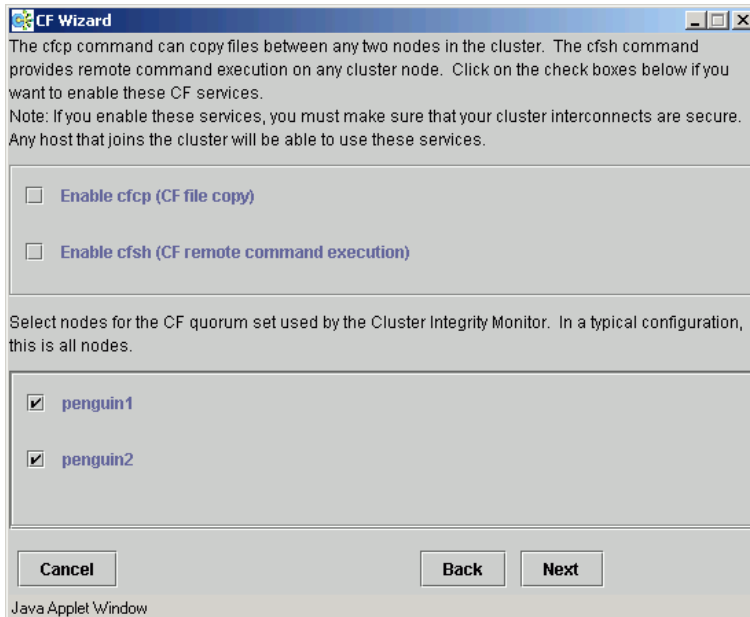 CF Wizard
The cfcp command can copy files between any two nodes in the cluster. The cfsh command
provides remote command execution on any cluster node. Click on the check boxes below if you
want to enable these CF services.
Note: If you enable these services, you must make sure that your cluster interconnects are secure.
Any host that joins the cluster will be able to use these services.
Enable cfcp (CF file copy)
Enable cfsh (CF remote command execution)
Select nodes for the CF quorum set used by the Cluster Integrity Monitor. In a typical configuration,
this is all nodes.
penguin1
penguin2
Cancel Back Next
Java Applet Window